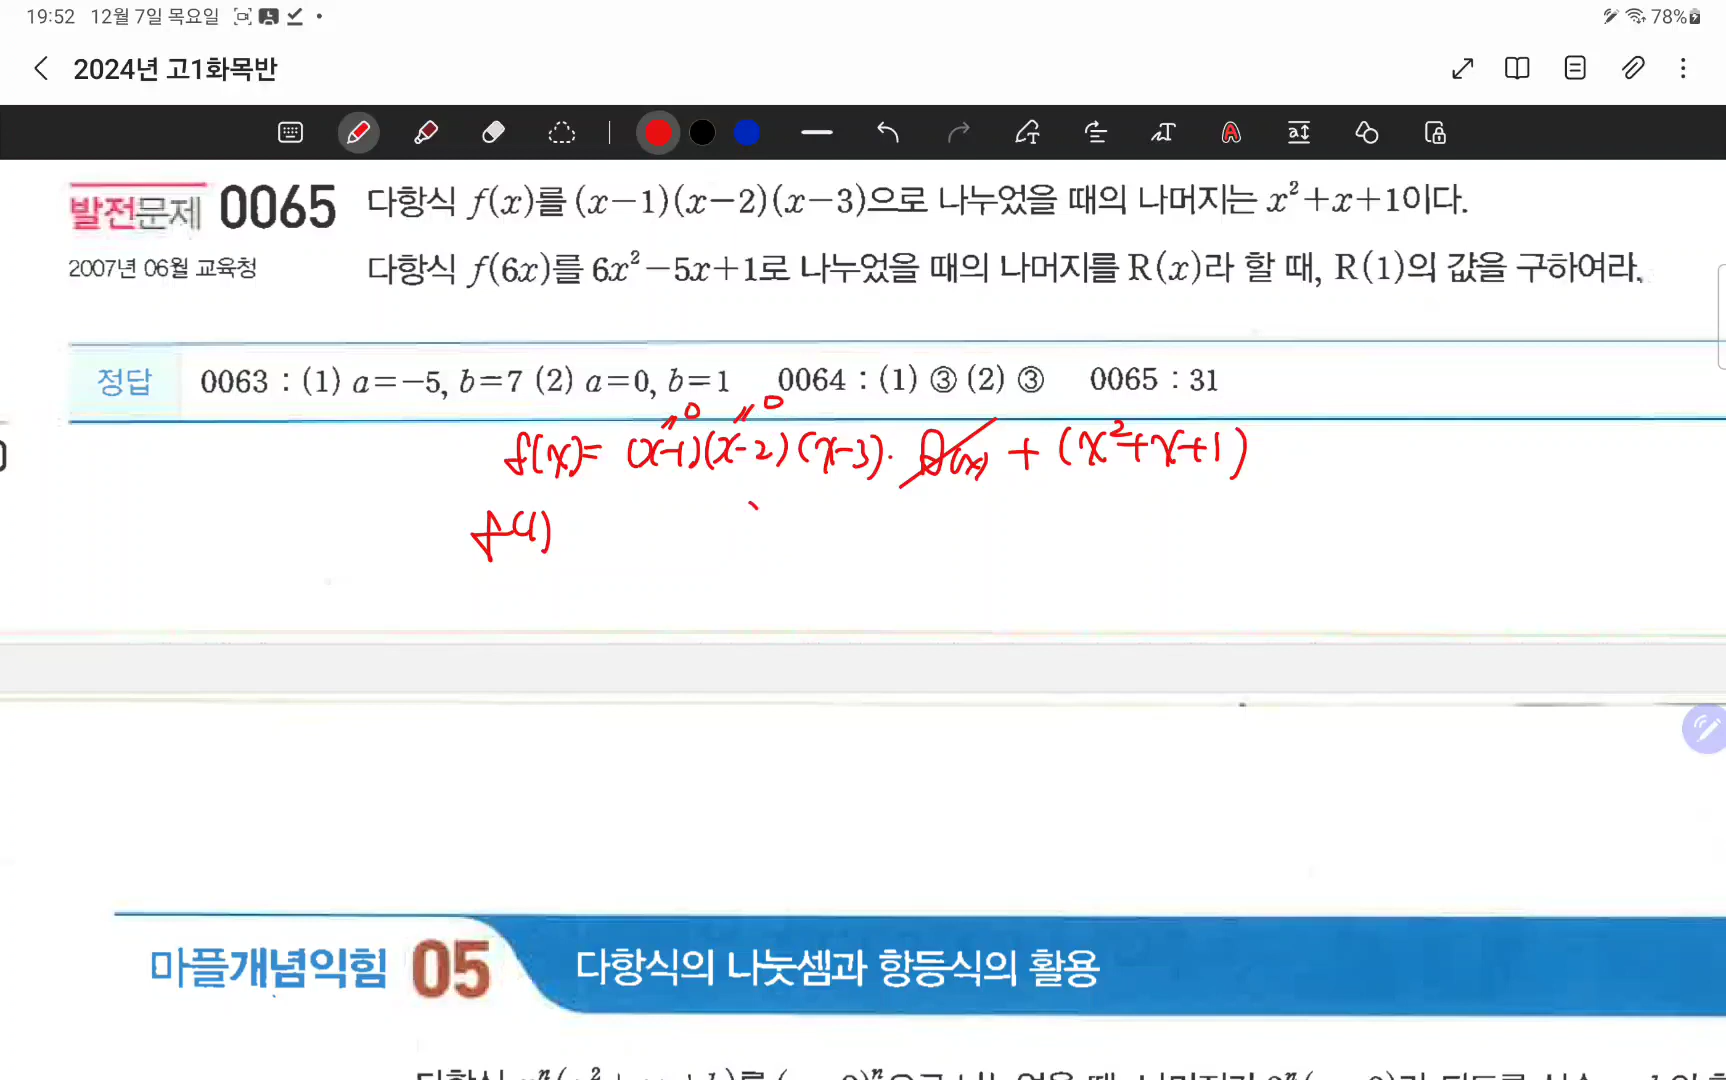 19:52 12월 7일 목요일
78%
2024년 고1화목반
발전문제 0065 다항식 f(x)를 (x−1)(x−2)(x−3)으로 나누었을 때의 나머지는 x²+x+1이다.
2007년 06월 교육청 다항식 f(6x)를 6x²−5x+1로 나누었을 때의 나머지를 R(x)라 할 때, R(1)의 값을 구하여라.
정답 0063 : (1) a=−5, b=7 (2) a=0, b=1 0064 : (1) ③ (2) ③ 0065 : 31
0 0
f(x)= (x-1)(x-2)(x-3). Q(x) + (x²+x+1)
f(1)
마플개념익힘 05 다항식의 나눗셈과 항등식의 활용